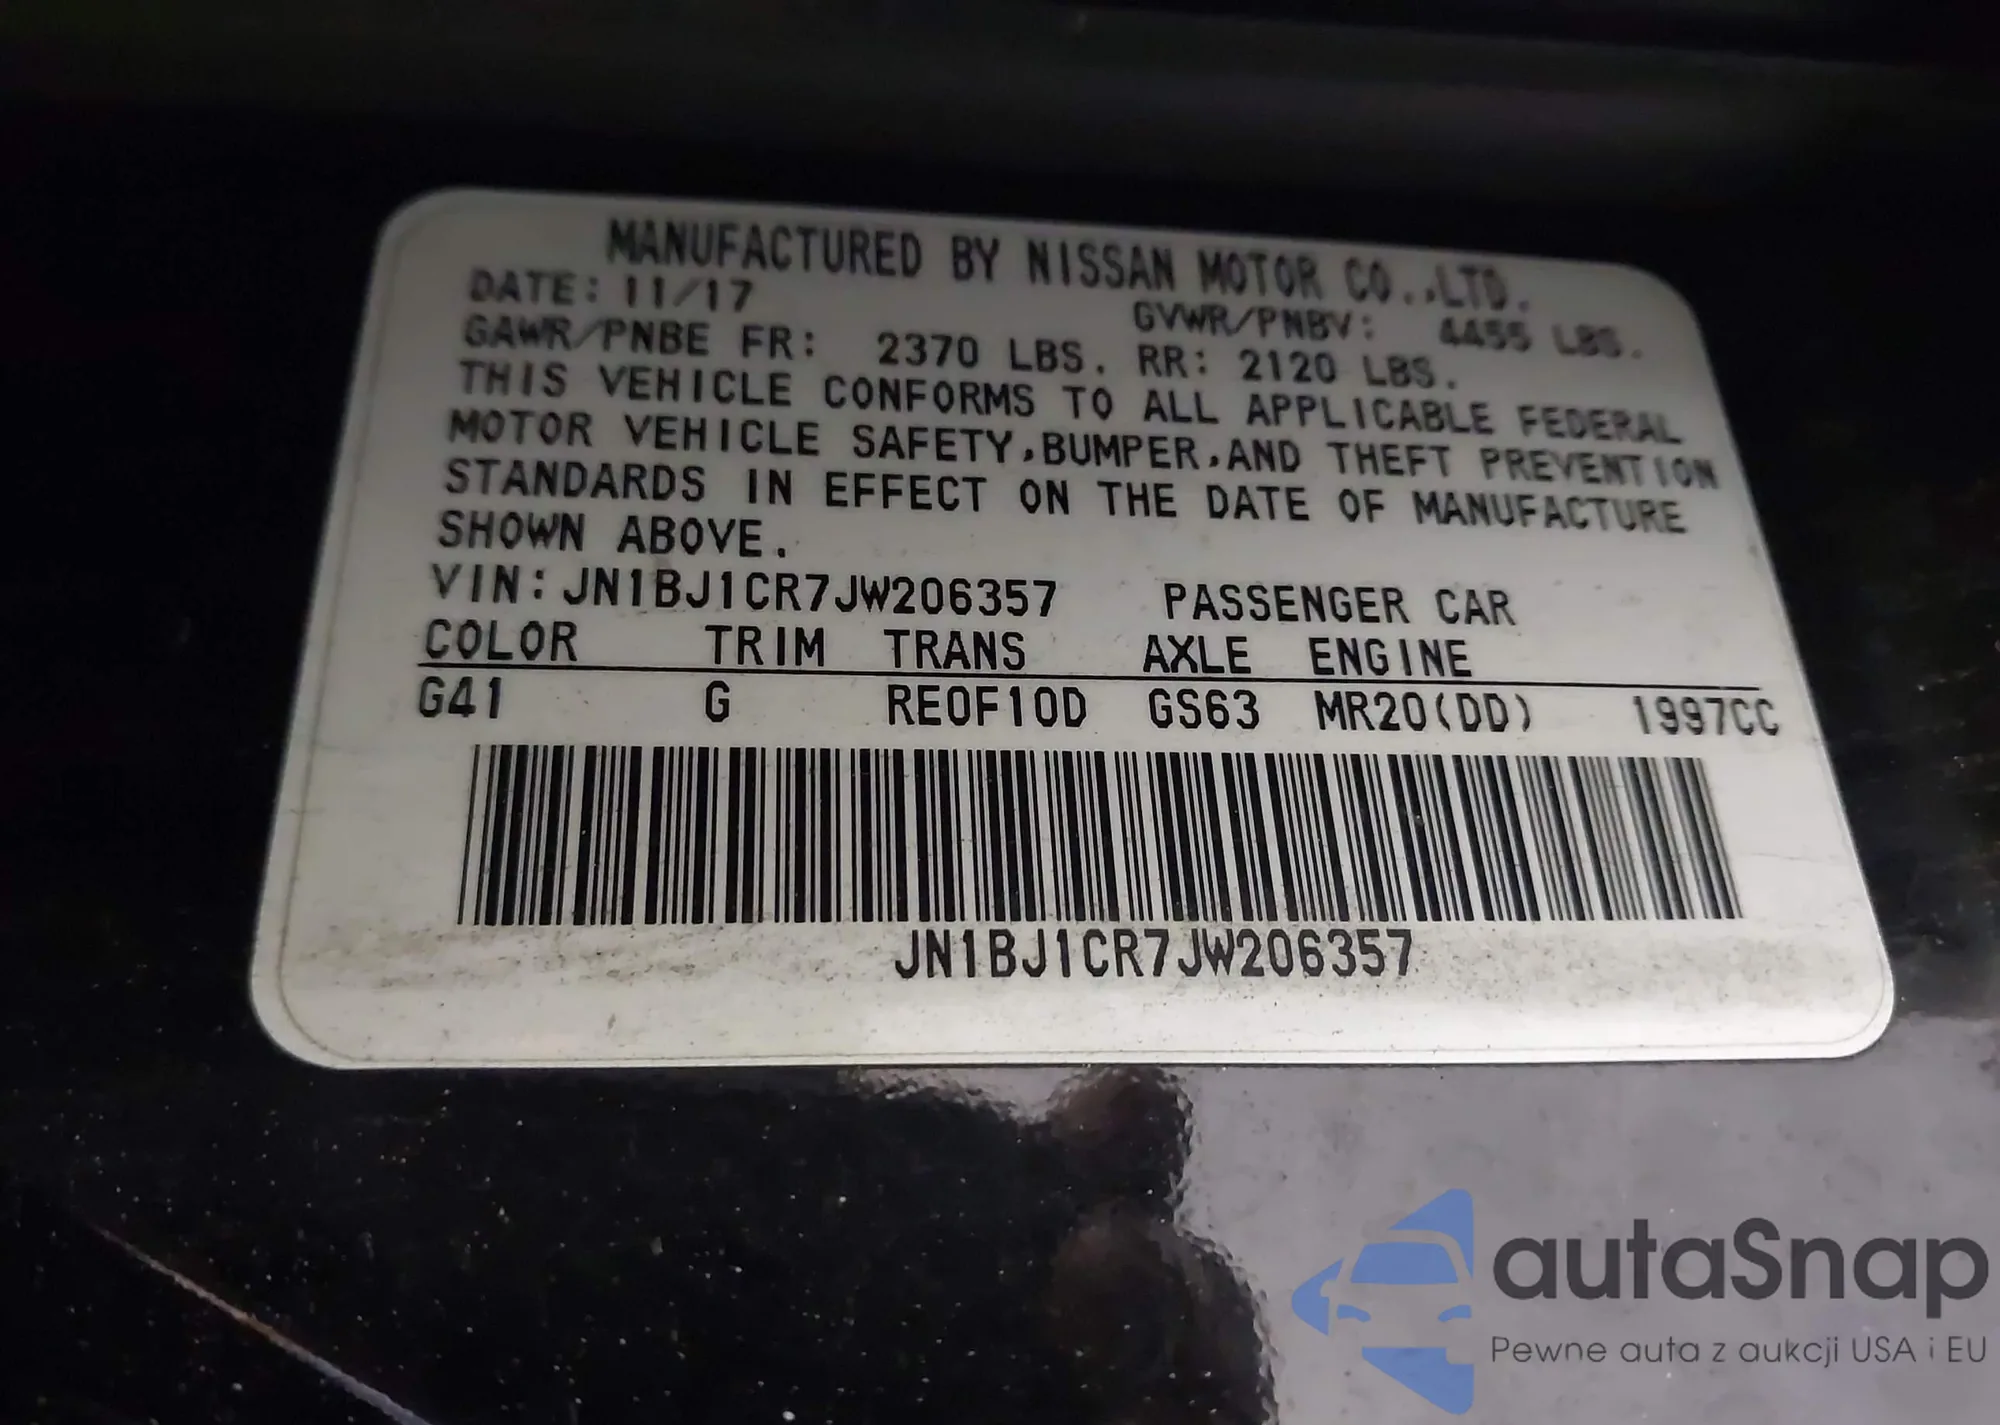 MANUFACTURED BY NISSAN MOTOR CO.,LTD.
DATE: 11/17 GVWR/PNBV: 4455 LBS.
GAWR/PNBE FR: 2370 LBS. RR: 2120 LBS.
THIS VEHICLE CONFORMS TO ALL APPLICABLE FEDERAL
MOTOR VEHICLE SAFETY,BUMPER,AND THEFT PREVENTION
STANDARDS IN EFFECT ON THE DATE OF MANUFACTURE
SHOWN ABOVE.
VIN: JN1BJ1CR7JW206357 PASSENGER CAR
COLOR TRIM TRANS AXLE ENGINE
G41 G RE0F10D GS63 MR20(DD) 1997CC
JN1BJ1CR7JW206357
autaSnap
Pewne auta z aukcji USA i EU